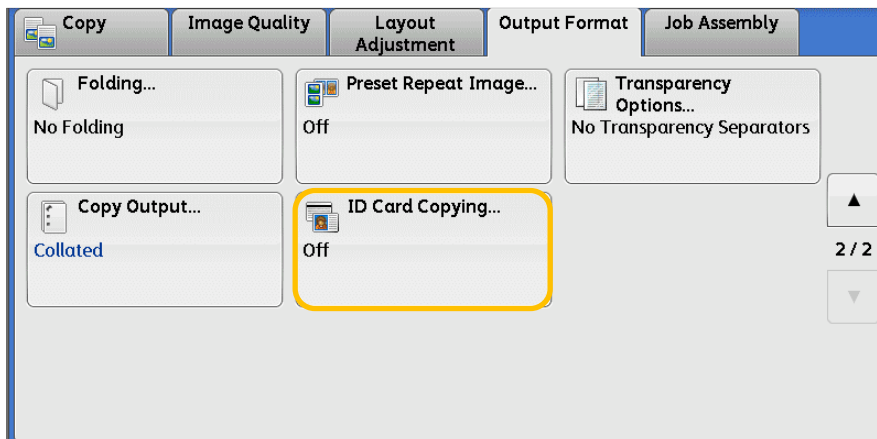 Copy
Image Quality
Layout
Adjustment
Output Format
Job Assembly
Folding...
No Folding
Preset Repeat Image...
Off
Transparency
Options...
No Transparency Separators
Copy Output...
Collated
ID Card Copying...
Off
2/2